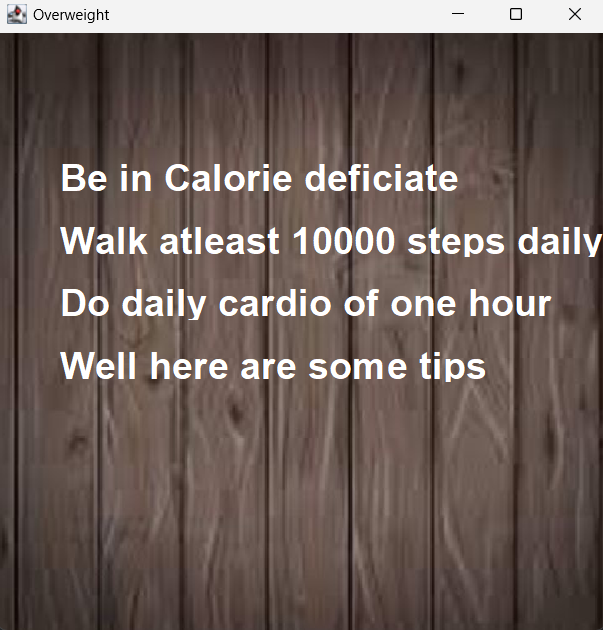 Overweight
Be in Calorie deficiate
Walk atleast 10000 steps daily
Do daily cardio of one hour
Well here are some tips